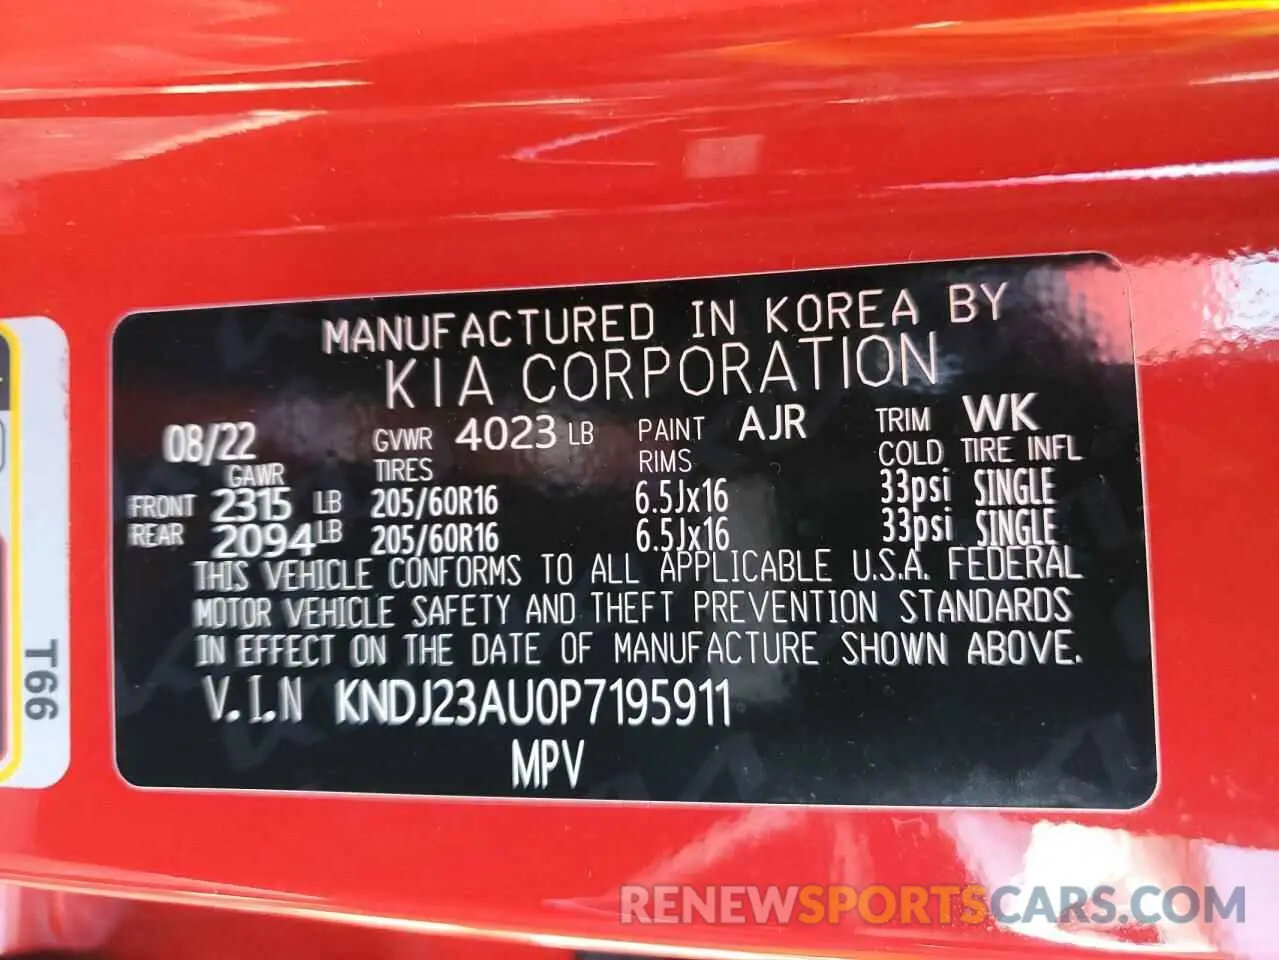 MANUFACTURED IN KOREA BY
KIA CORPORATION
08/22 GVWR 4023 LB PAINT AJR TRIM WK
GAWR TIRES RIMS COLD TIRE INFL
FRONT 2315 LB 205/60R16 6.5Jx16 33psi SINGLE
REAR 2094 LB 205/60R16 6.5Jx16 33psi SINGLE
THIS VEHICLE CONFORMS TO ALL APPLICABLE U.S.A. FEDERAL
MOTOR VEHICLE SAFETY AND THEFT PREVENTION STANDARDS
IN EFFECT ON THE DATE OF MANUFACTURE SHOWN ABOVE.
V.I.N KNDJ23AU0P7195911
MPV
T66
RENEWSPORTSCARS.COM